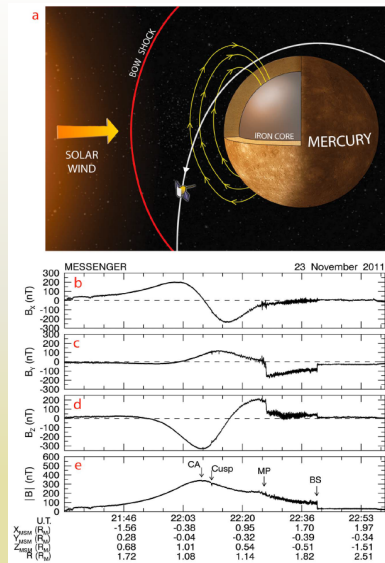 a
BOW SHOCK
IRON CORE
MERCURY
SOLAR
WIND
MESSENGER 23 November 2011
300
200
100
0
-100
-200
-300
b
Bx (nT)
200
100
0
-100
-200
c
BY (nT)
200
100
0
-100
-200
-300
d
Bz (nT)
600
500
400
300
200
100
0
e
|B| (nT)
CA
Cusp
MP
BS
U.T. 21:46 22:03 22:20 22:36 22:53
XMSM (RM) -1.56 -0.38 0.95 1.70 1.97
YMSM (RM) 0.28 -0.04 -0.32 -0.39 -0.34
ZMSM (RM) 0.68 1.01 0.54 -0.51 -1.51
R (RM) 1.72 1.08 1.14 1.82 2.51